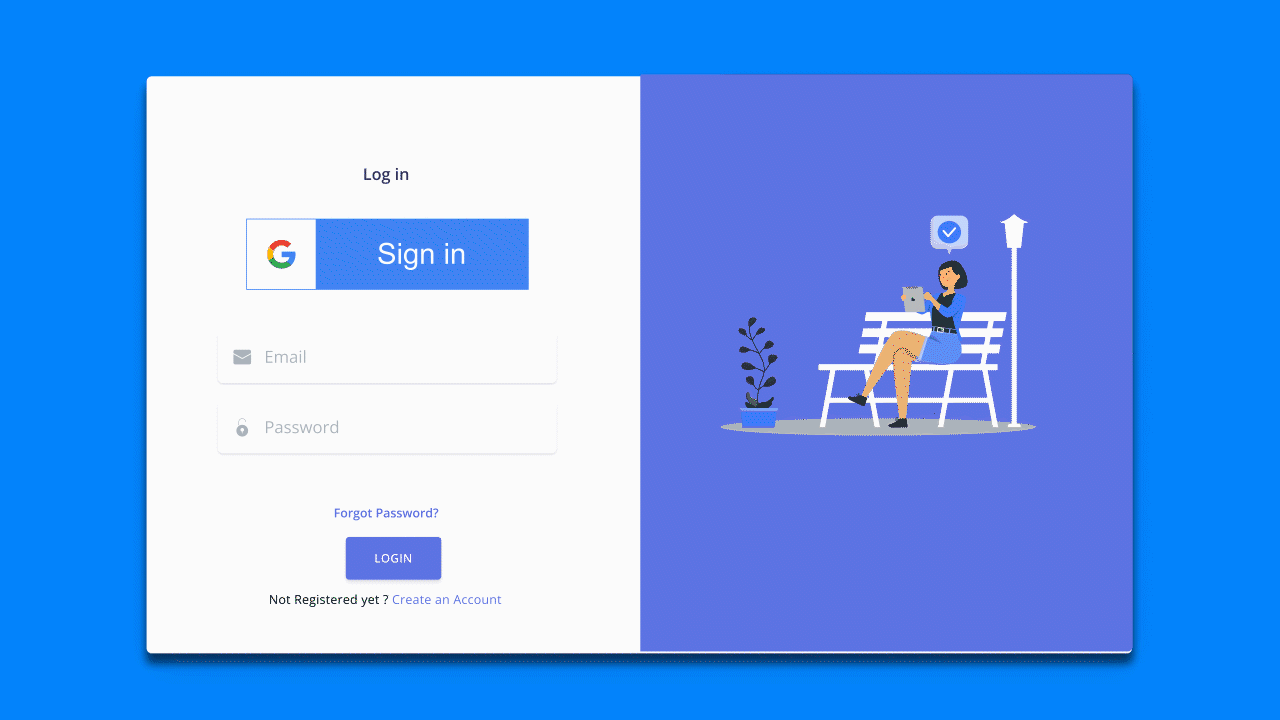 Log in
Sign in
Email
Password
Forgot Password?
LOGIN
Not Registered yet ? Create an Account